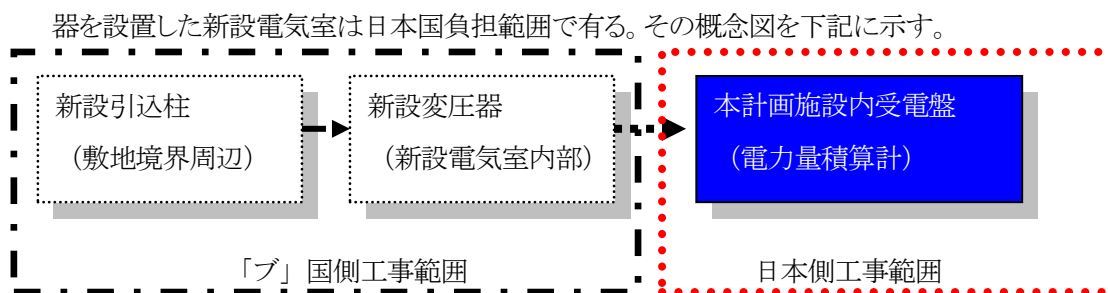 器を設置した新設電気室は日本国負担範囲で有る。その概念図を下記に示す。
新設引込柱
（敷地境界周辺）
新設変圧器
（新設電気室内部）
本計画施設内受電盤
（電力量積算計）
「ブ」国側工事範囲
日本側工事範囲